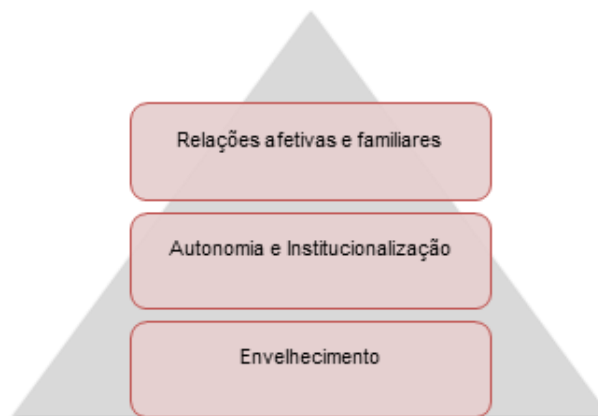 Relações afetivas e familiares
Autonomia e Institucionalização
Envelhecimento